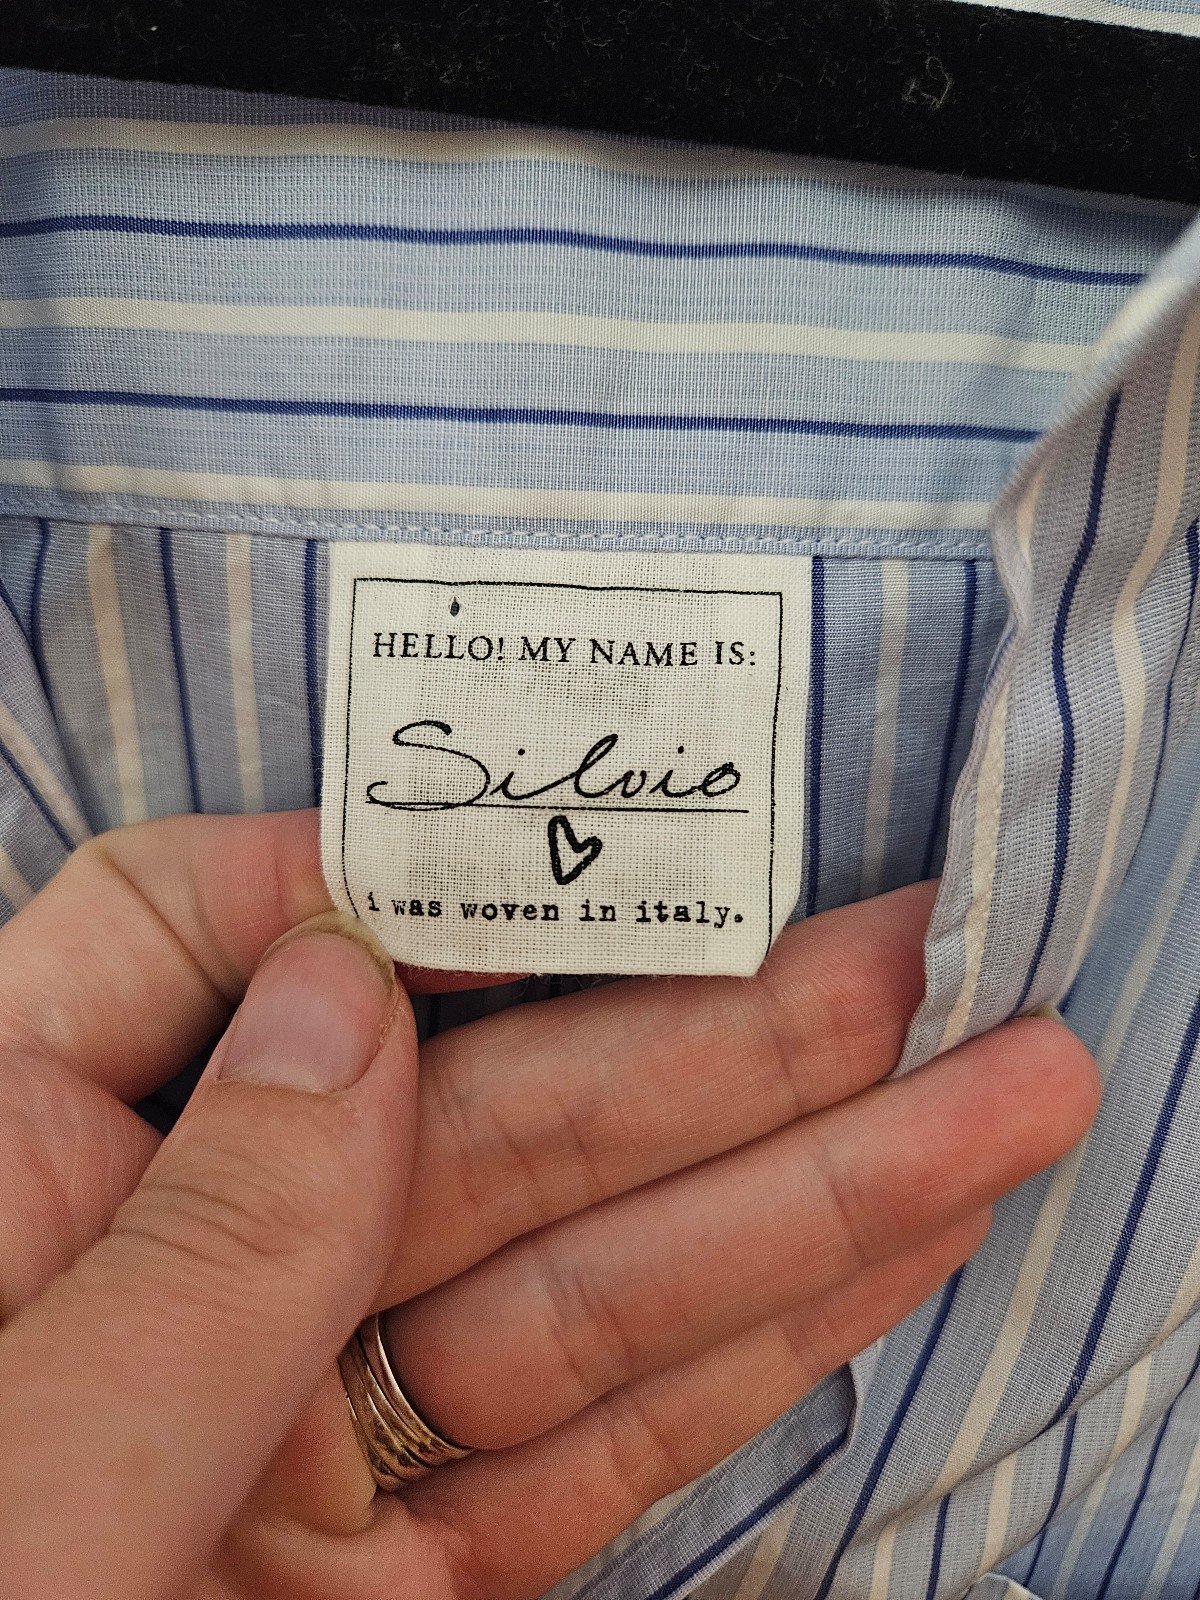 HELLO! MY NAME IS:
Silvio
i was woven in italy.